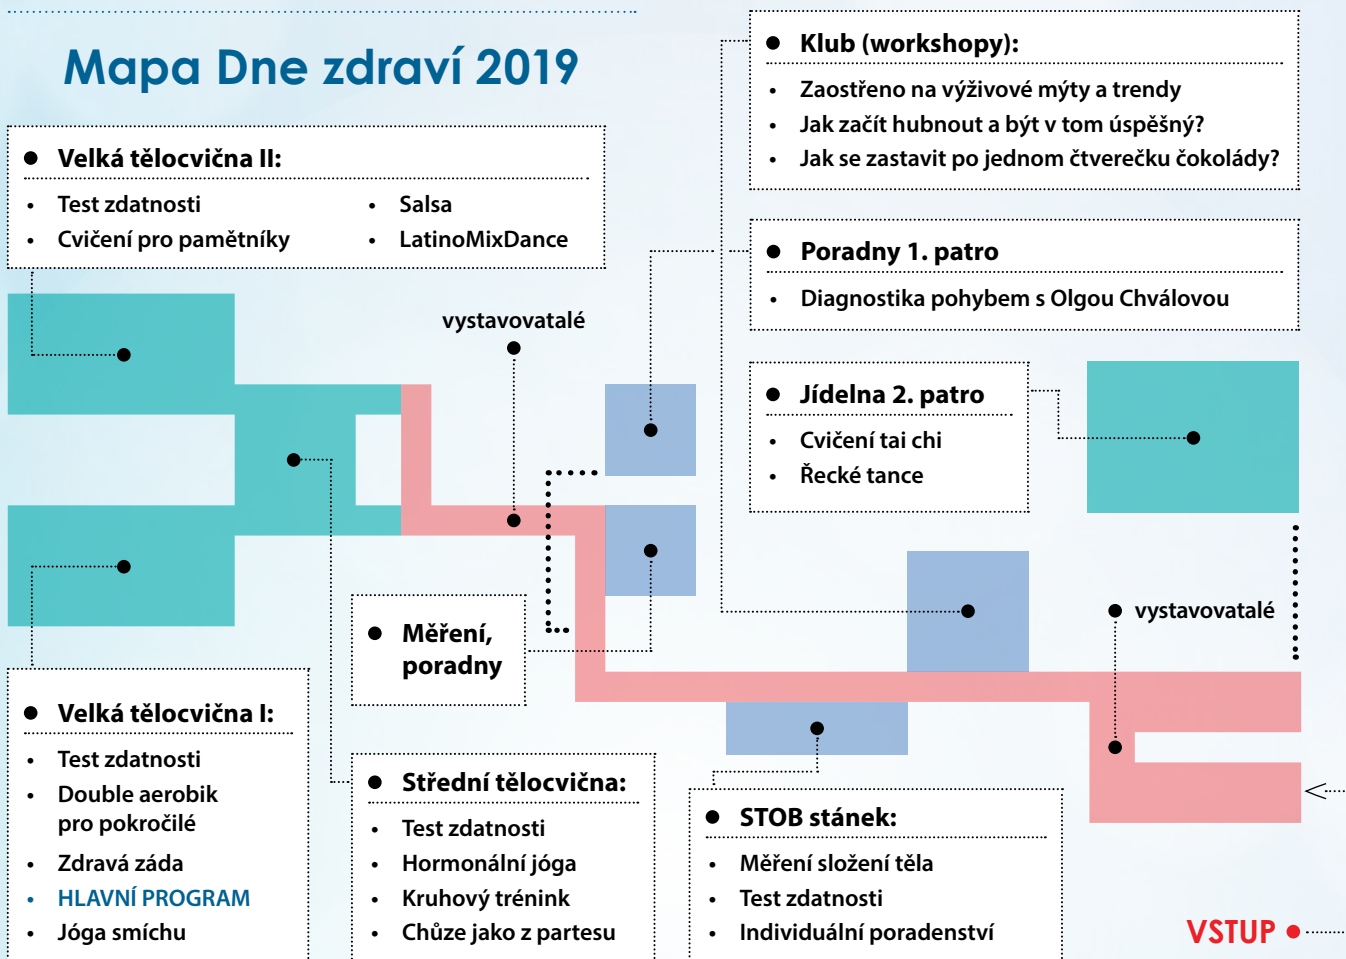 Mapa Dne zdraví 2019
Klub (workshopy):
Zaostřeno na výživové mýty a trendy
Jak začít hubnout a být v tom úspěšný?
Jak se zastavit po jednom čtverečku čokolády?
Velká tělocvična II:
Test zdatnosti
Cvičení pro pamětníky
Salsa
LatinoMixDance
Poradny 1. patro
Diagnostika pohybem s Olgou Chválovou
vystavovatalé
Jídelna 2. patro
Cvičení tai chi
Řecké tance
vystavovatalé
Měření,
poradny
Velká tělocvična I:
Test zdatnosti
Double aerobik
pro pokročilé
Zdravá záda
HLAVNÍ PROGRAM
Jóga smíchu
Střední tělocvična:
Test zdatnosti
Hormonální jóga
Kruhový trénink
Chůze jako z partesu
STOB stánek:
Měření složení těla
Test zdatnosti
Individuální poradenství
VSTUP